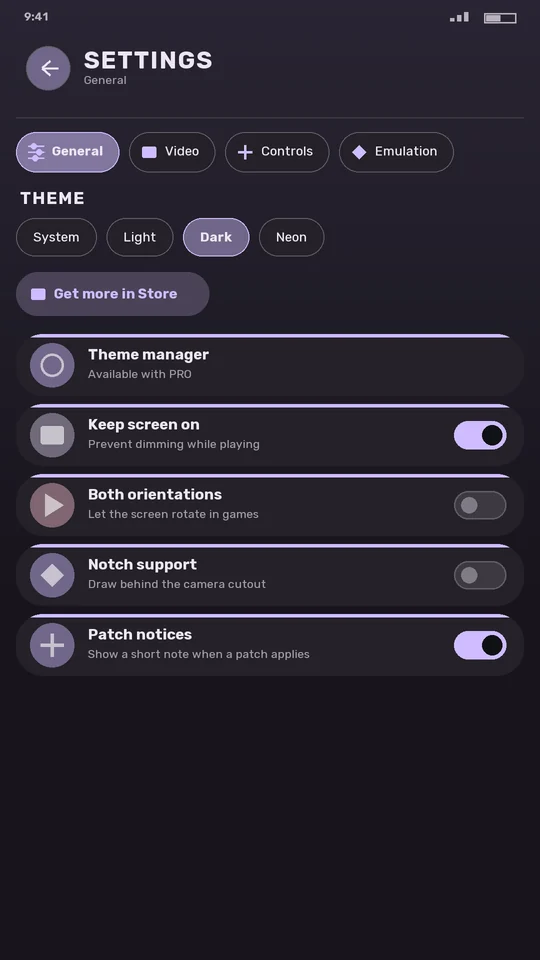 9:41
SETTINGS
General
General
Video
Controls
Emulation
THEME
System
Light
Dark
Neon
Get more in Store
Theme manager
Available with PRO
Keep screen on
Prevent dimming while playing
Both orientations
Let the screen rotate in games
Notch support
Draw behind the camera cutout
Patch notices
Show a short note when a patch applies